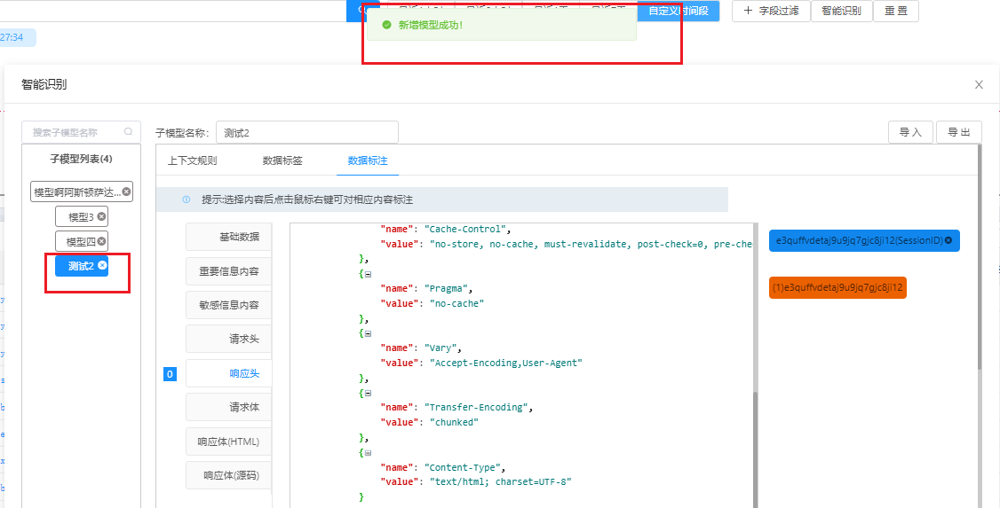 自定义时间段
字段过滤
智能识别
重 置
27:34
新增模型成功!
智能识别
搜索子模型名称
子模型名称:
测试2
导 入
导 出
子模型列表(4)
上下文规则
数据标签
数据标注
模型啊阿斯顿萨达...
模型3
模型四
测试2
提示:选择内容后点击鼠标右键可对相应内容标注
基础数据
重要信息内容
敏感信息内容
请求头
0
响应头
请求体
响应体(HTML)
响应体(源码)
"name": "Cache-Control",
"value": "no-store, no-cache, must-revalidate, post-check=0, pre-che
},
{
"name": "Pragma",
"value": "no-cache"
},
{
"name": "Vary",
"value": "Accept-Encoding,User-Agent"
},
{
"name": "Transfer-Encoding",
"value": "chunked"
},
{
"name": "Content-Type",
"value": "text/html; charset=UTF-8"
}
e3quffvdetaj9u9jq7gjc8ji12(SessionID)
(1)e3quffvdetaj9u9jq7gjc8ji12